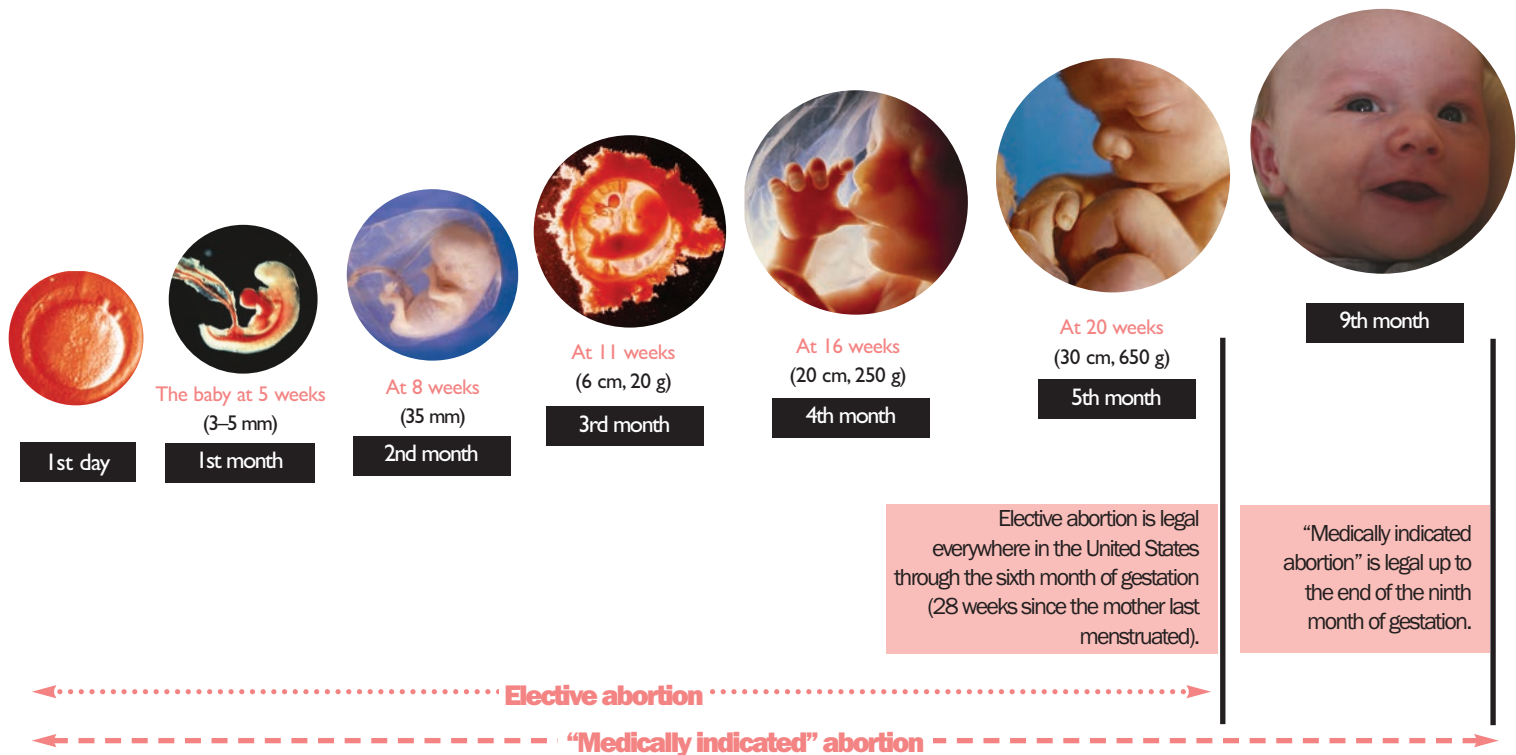 1st day
The baby at 5 weeks
(3–5 mm)
1st month
At 8 weeks
(35 mm)
2nd month
At 11 weeks
(6 cm, 20 g)
3rd month
At 16 weeks
(20 cm, 250 g)
4th month
At 20 weeks
(30 cm, 650 g)
5th month
9th month
Elective abortion is legal
everywhere in the United States
through the sixth month of gestation
(28 weeks since the mother last
menstruated).
“Medically indicated
abortion” is legal up to
the end of the ninth
month of gestation.
Elective abortion
“Medically indicated” abortion